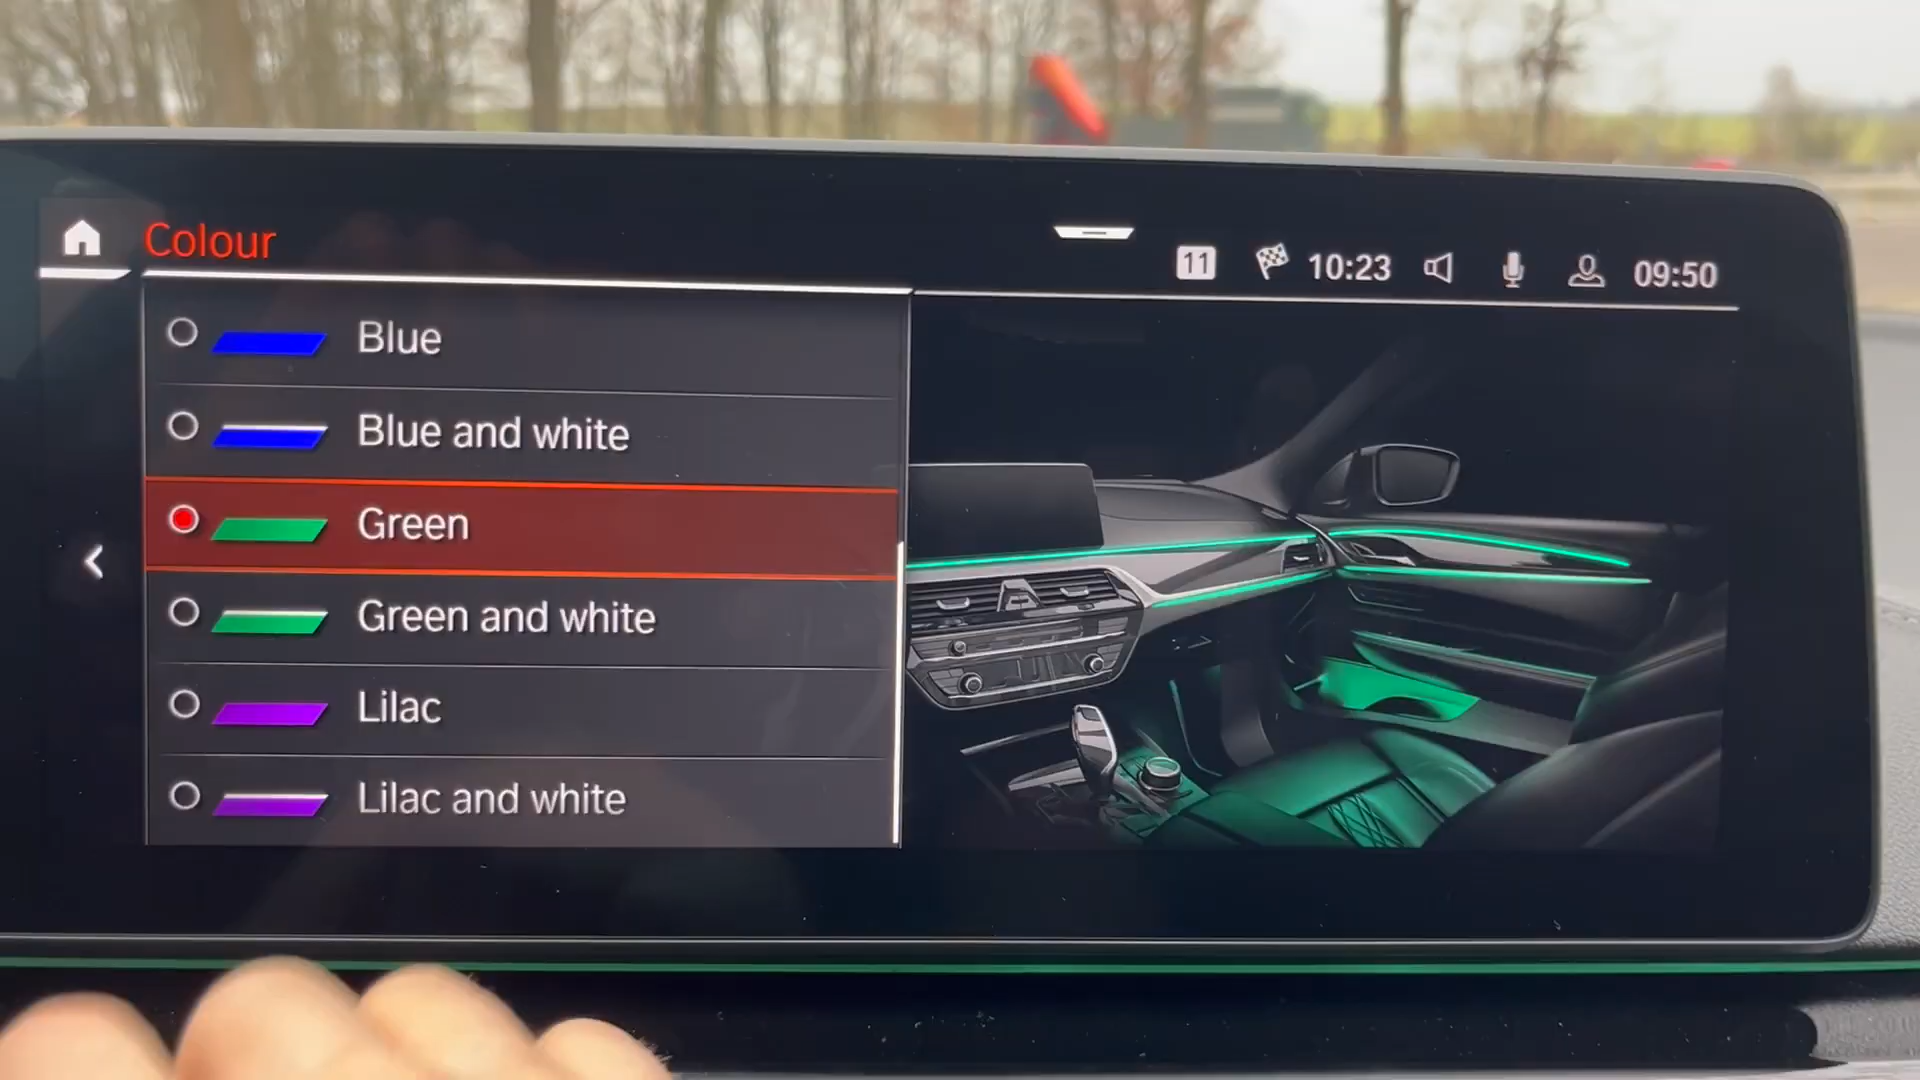 Colour
11 10:23 09:50
Blue
Blue and white
Green
Green and white
Lilac
Lilac and white